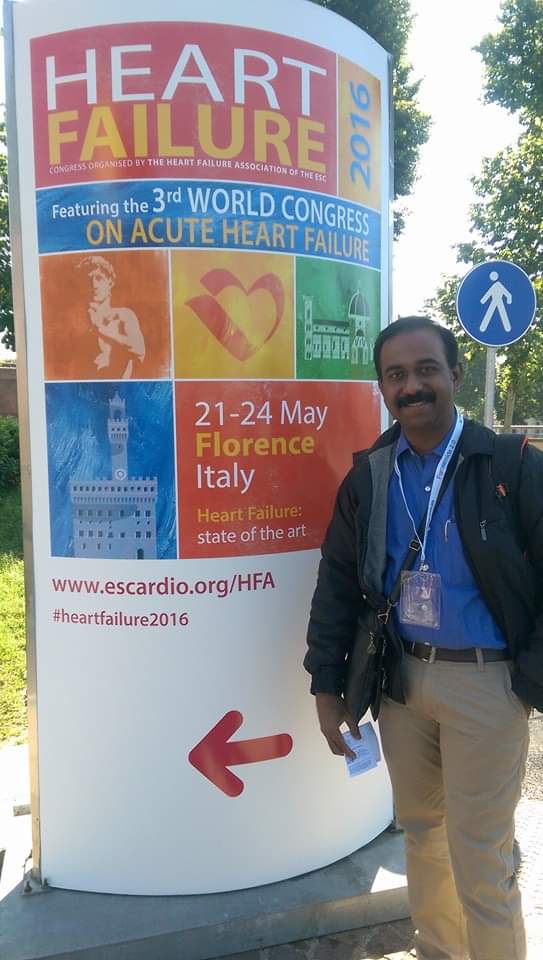 HEART
FAILURE
2016
CONGRESS ORGANISED BY THE HEART FAILURE ASSOCIATION OF THE ESC
Featuring the 3rd WORLD CONGRESS
ON ACUTE HEART FAILURE
21-24 May
Florence
Italy
Heart Failure:
state of the art
www.escardio.org/HFA
#heartfailure2016